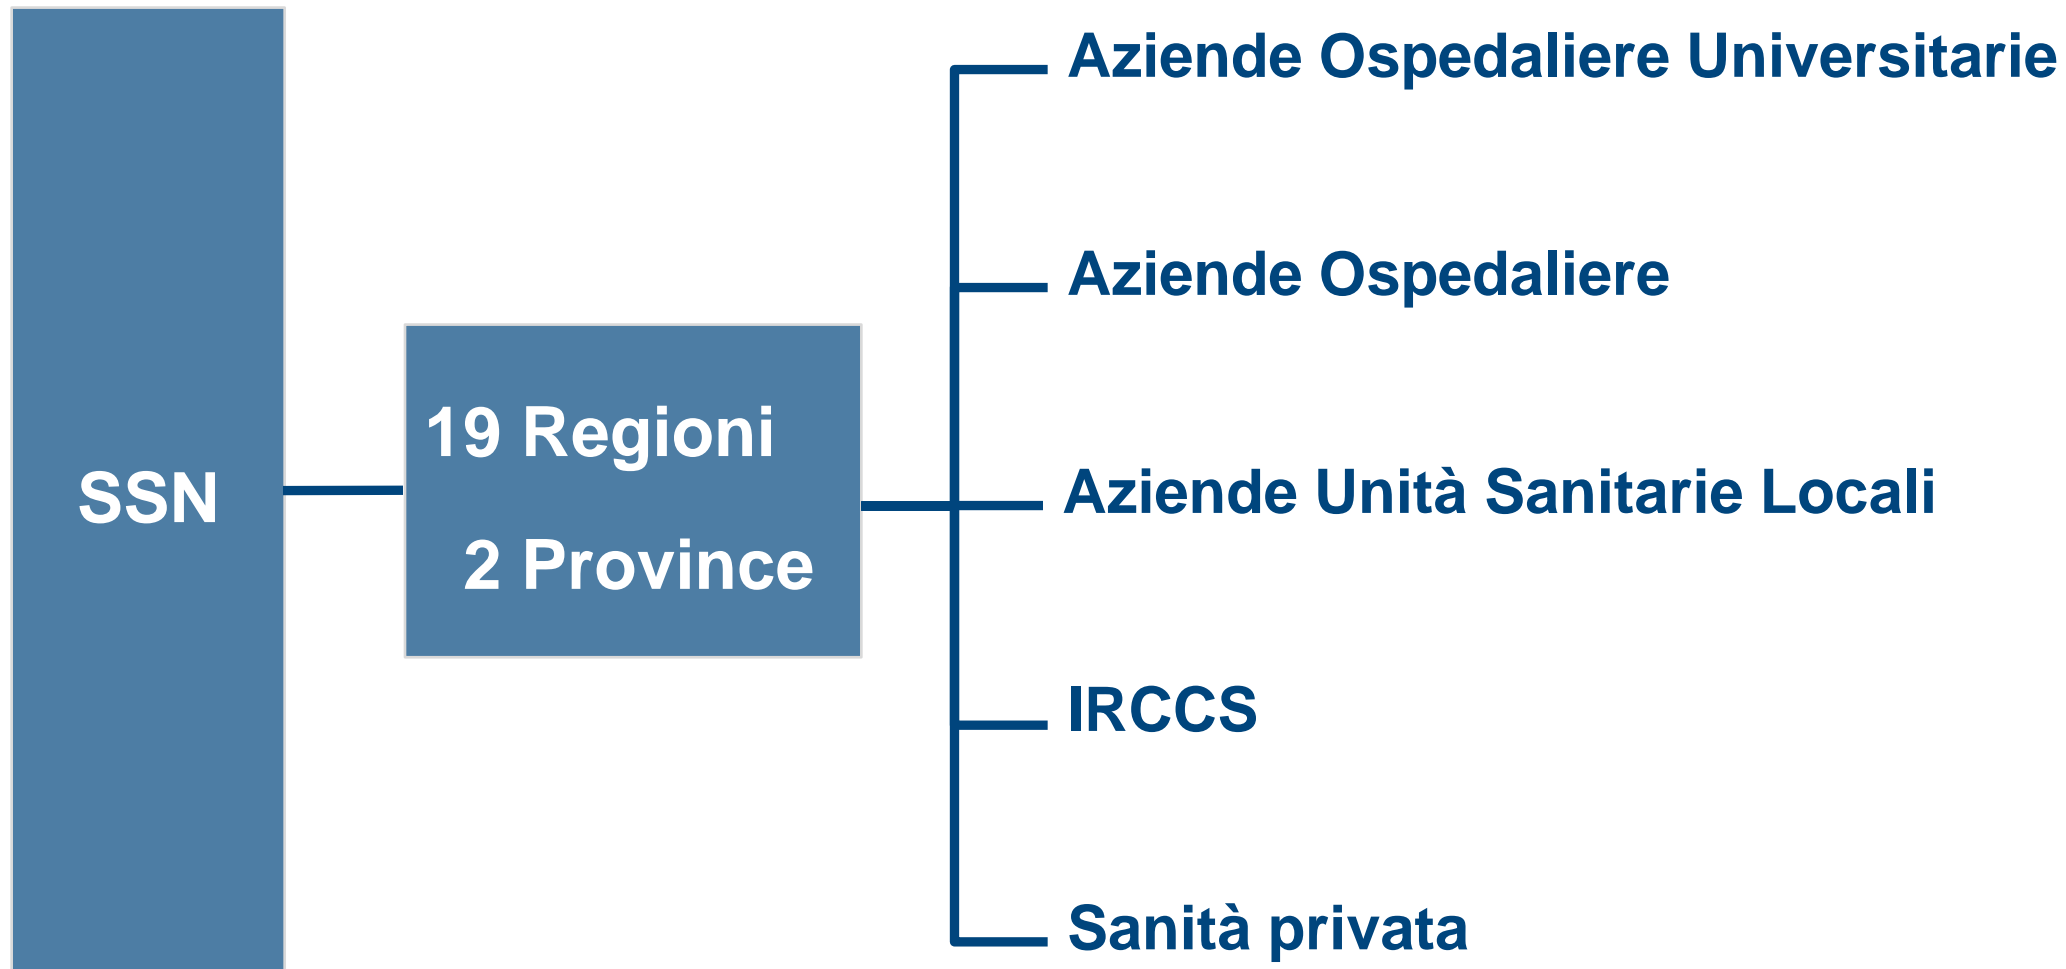 SSN
19 Regioni
2 Province
Aziende Ospedaliere Universitarie
Aziende Ospedaliere
Aziende Unità Sanitarie Locali
IRCCS
Sanità privata